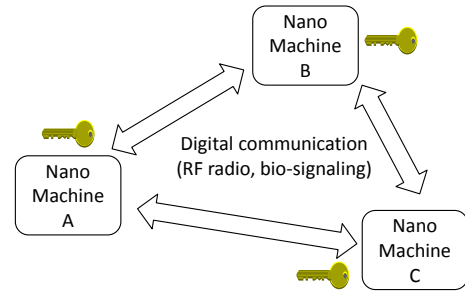 Nano
Machine
B
Digital communication
(RF radio, bio-signaling)
Nano
Machine
A
Nano
Machine
C